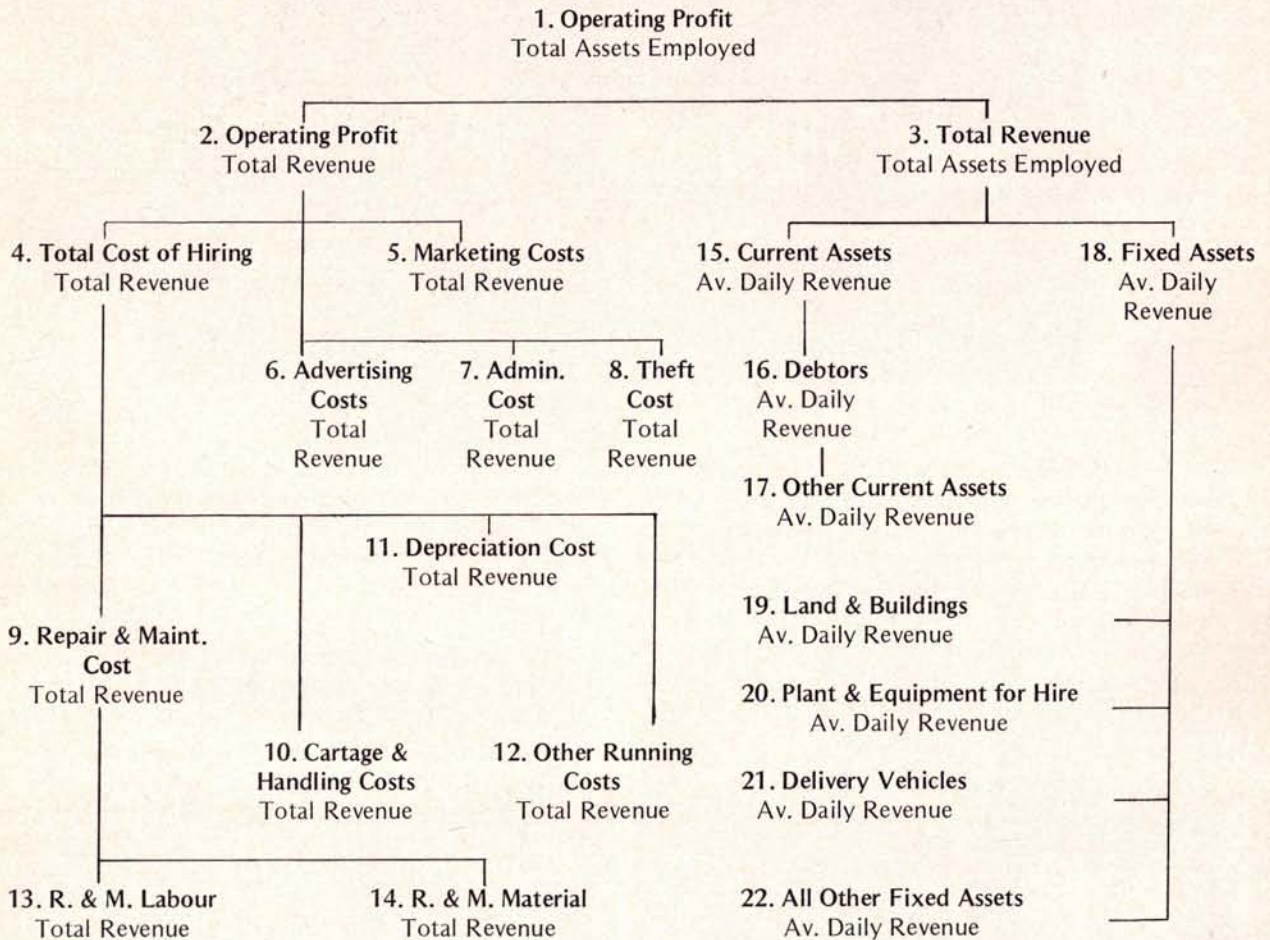 1. Operating Profit
Total Assets Employed
2. Operating Profit
Total Revenue
3. Total Revenue
Total Assets Employed
4. Total Cost of Hiring
Total Revenue
5. Marketing Costs
Total Revenue
15. Current Assets
Av. Daily Revenue
18. Fixed Assets
Av. Daily
Revenue
6. Advertising
Costs
Total
Revenue
7. Admin.
Cost
Total
Revenue
8. Theft
Cost
Total
Revenue
16. Debtors
Av. Daily
Revenue
17. Other Current Assets
Av. Daily Revenue
11. Depreciation Cost
Total Revenue
9. Repair & Maint.
Cost
Total Revenue
10. Cartage &
Handling Costs
Total Revenue
12. Other Running
Costs
Total Revenue
19. Land & Buildings
Av. Daily Revenue
20. Plant & Equipment for Hire
Av. Daily Revenue
21. Delivery Vehicles
Av. Daily Revenue
13. R. & M. Labour
Total Revenue
14. R. & M. Material
Total Revenue
22. All Other Fixed Assets
Av. Daily Revenue